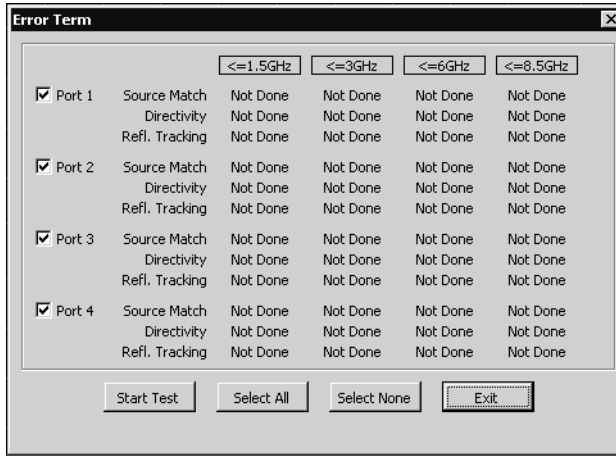 Error Term
<=1.5GHz <=3GHz <=6GHz <=8.5GHz
Port 1 Source Match Not Done Not Done Not Done Not Done
Directivity Not Done Not Done Not Done Not Done
Refl. Tracking Not Done Not Done Not Done Not Done
Port 2 Source Match Not Done Not Done Not Done Not Done
Directivity Not Done Not Done Not Done Not Done
Refl. Tracking Not Done Not Done Not Done Not Done
Port 3 Source Match Not Done Not Done Not Done Not Done
Directivity Not Done Not Done Not Done Not Done
Refl. Tracking Not Done Not Done Not Done Not Done
Port 4 Source Match Not Done Not Done Not Done Not Done
Directivity Not Done Not Done Not Done Not Done
Refl. Tracking Not Done Not Done Not Done Not Done
Start Test Select All Select None Exit